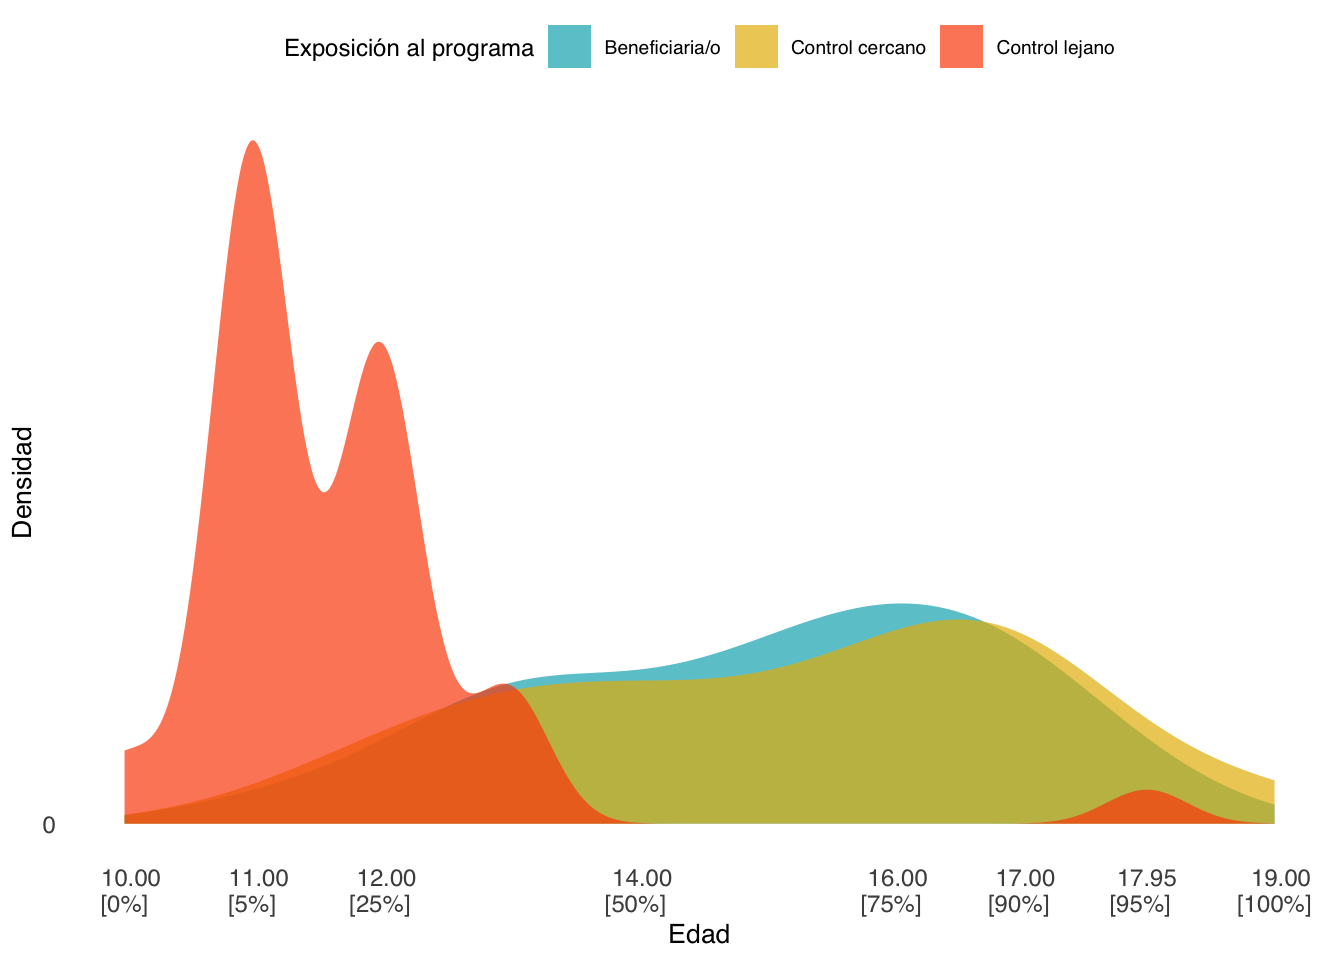 Exposición al programa Beneficiaria/o Control cercano Control lejano
Densidad
0
10.00 11.00 12.00 14.00 16.00 17.00 17.95 19.00
[0%] [5%] [25%] [50%] [75%] [90%] [95%] [100%]
Edad